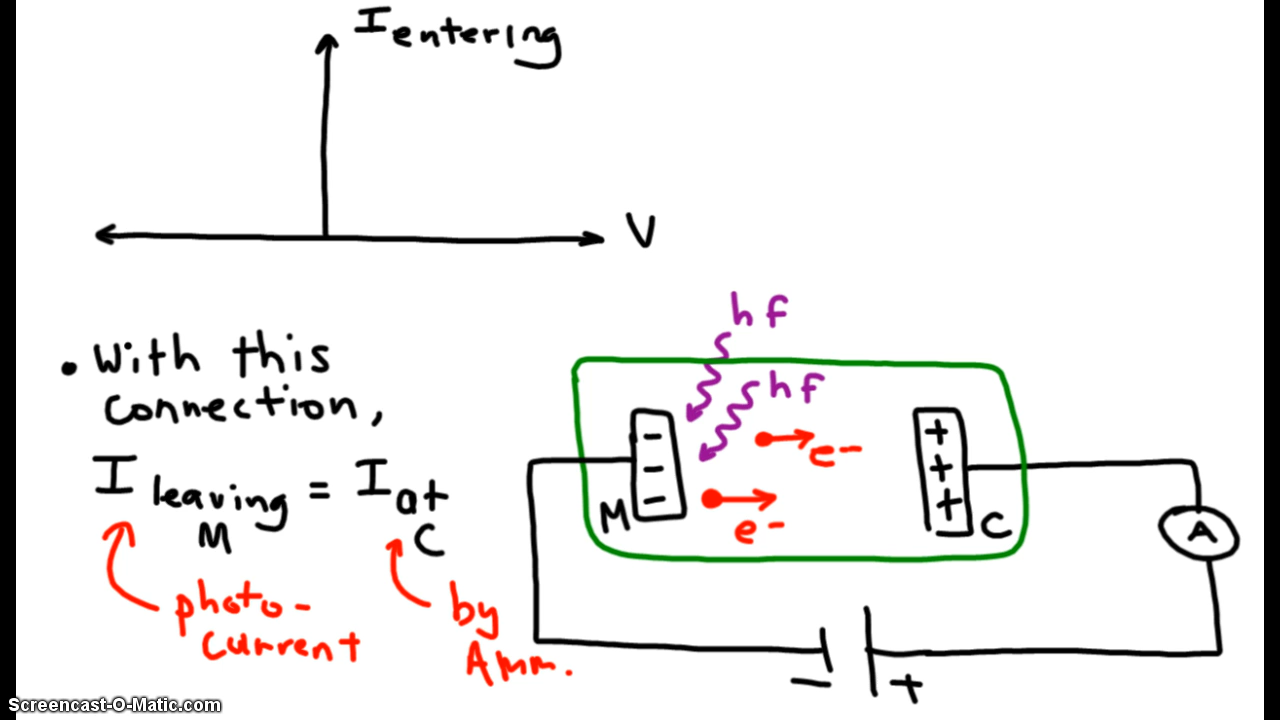 I entering
V
• With this
connection,
I leaving M = I at C
photo-
current
by
Amm.
hf
hf
e-
e-
M
- - -
+ + +
C
A
- +
Screencast-O-Matic.com